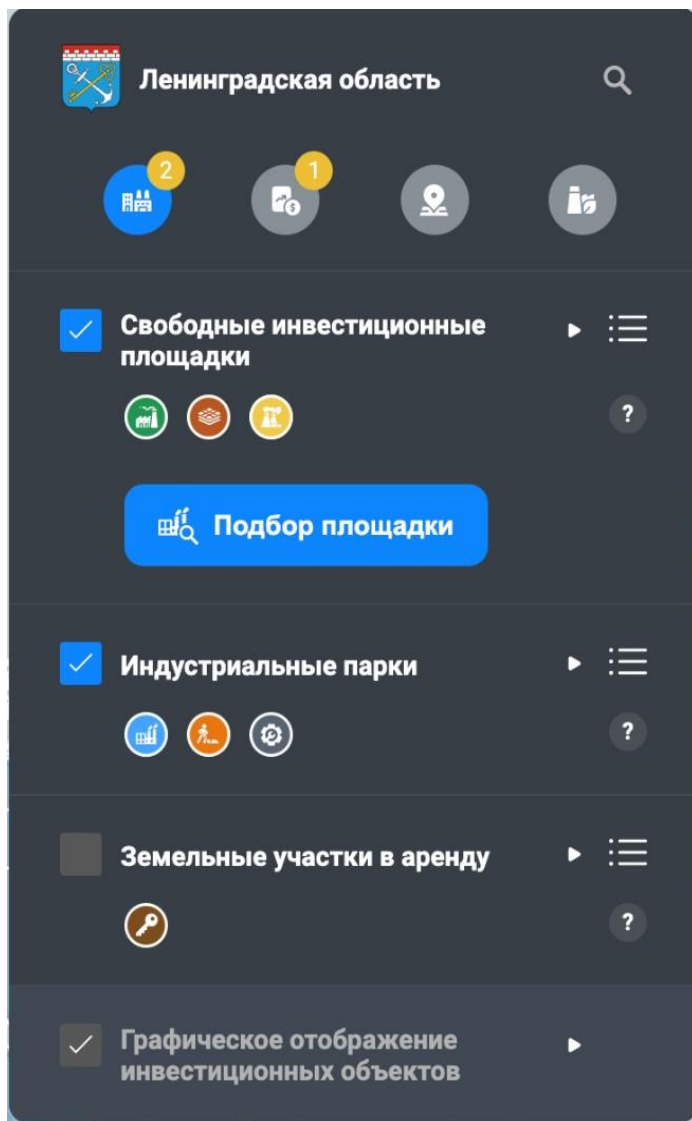 Ленинградская область
2
1
Свободные инвестиционные
площадки
?
Подбор площадки
Индустриальные парки
?
Земельные участки в аренду
?
Графическое отображение
инвестиционных объектов